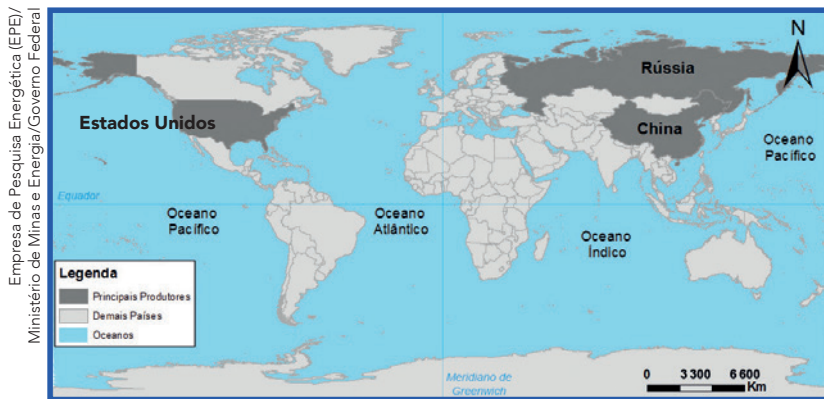 Empresa de Pesquisa Energética (EPE)/
Ministério de Minas e Energia/Governo Federal
N
Rússia
Estados Unidos
China
Oceano
Pacífico
Equador
Oceano
Pacífico
Oceano
Atlântico
Oceano
Índico
Legenda
Principais Produtores
Demais Países
Oceanos
Meridiano de
Greenwich
0 3 300 6 600
Km